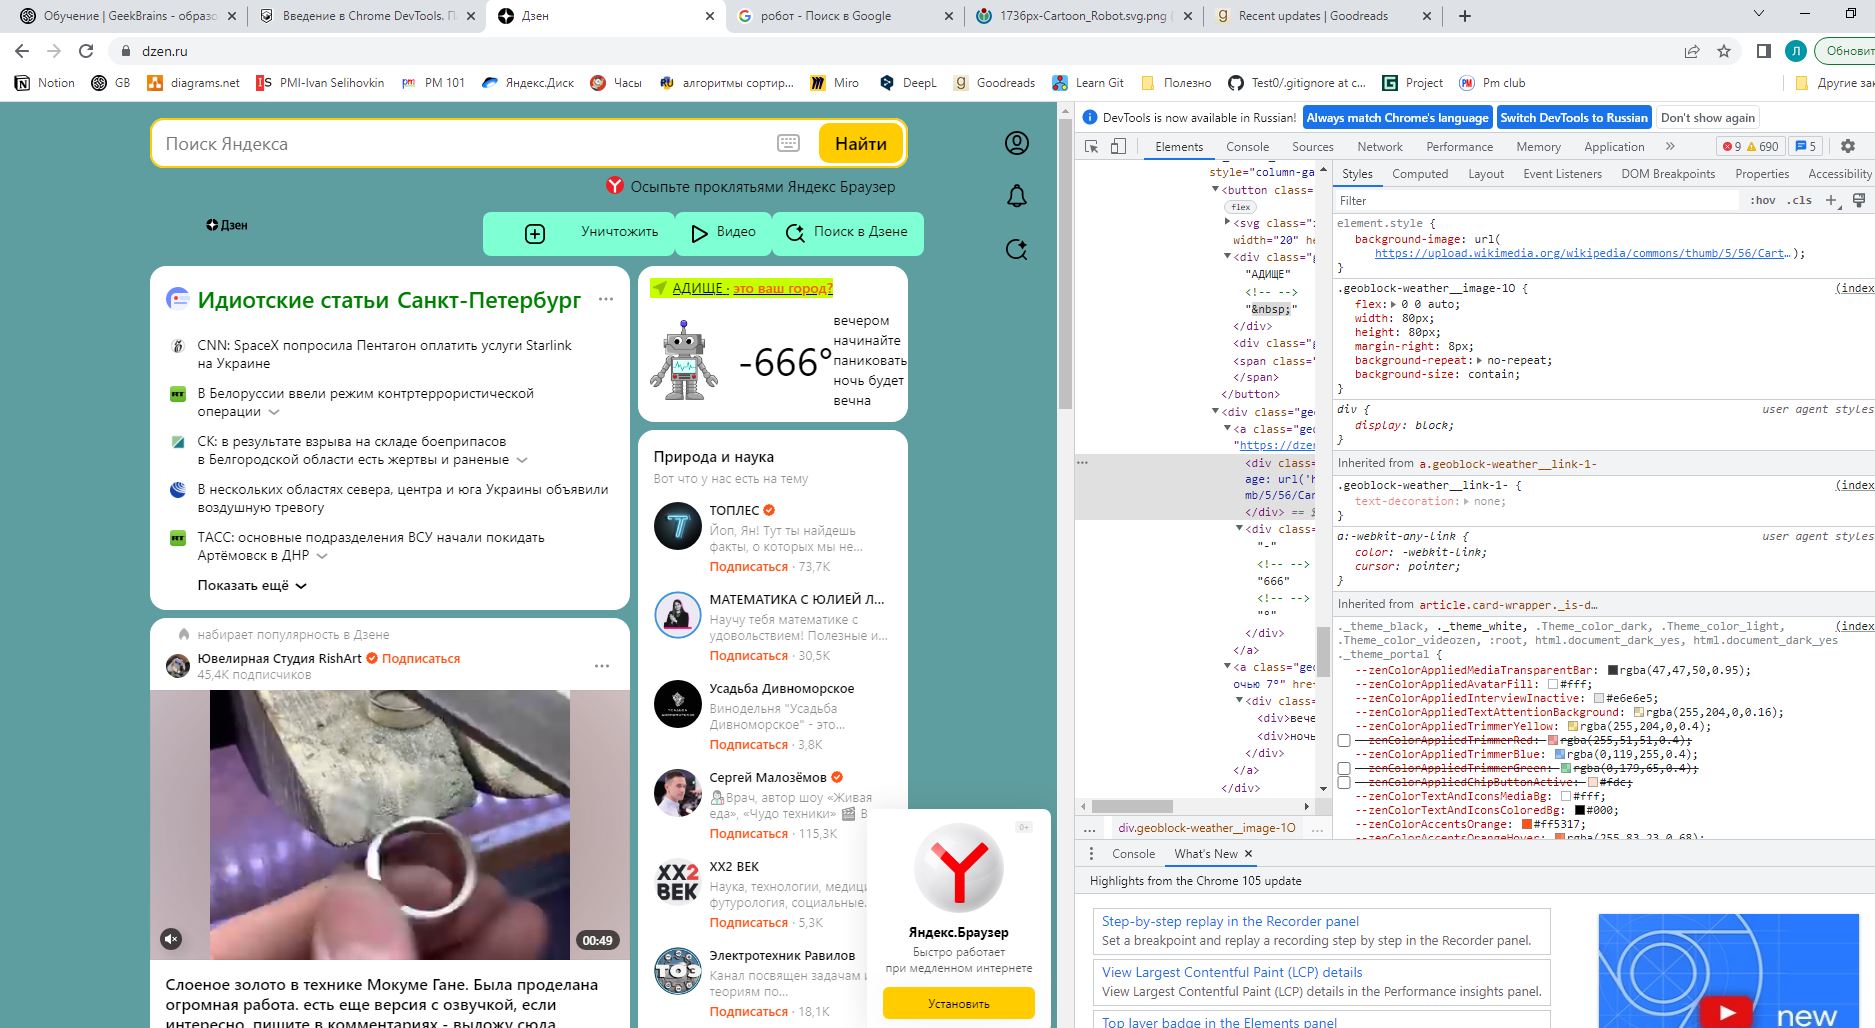 Обучение | GeekBrains - образо
Введение в Chrome DevTools. П
Дзен
робот - Поиск в Google
1736px-Cartoon_Robot.svg.png (
Recent updates | Goodreads
dzen.ru
Л
Обновит
Notion
GB
diagrams.net
PMI-Ivan Selihovkin
PM 101
Яндекс.Диск
Часы
алгоритмы сортир...
Miro
DeepL
Goodreads
Learn Git
Полезно
Test0/.gitignore at c...
Project
Pm club
Другие зак
Поиск Яндекса
Найти
Осыпьте проклятьями Яндекс Браузер
Дзен
Уничтожить
Видео
Поиск в Дзене
Идиотские статьи Санкт-Петербург
CNN: SpaceX попросила Пентагон оплатить услуги Starlink
на Украине
В Белоруссии ввели режим контртеррористической
операции
СК: в результате взрыва на складе боеприпасов
в Белгородской области есть жертвы и раненые
В нескольких областях севера, центра и юга Украины объявили
воздушную тревогу
ТАСС: основные подразделения ВСУ начали покидать
Артёмовск в ДНР
Показать ещё
АДИЩЕ · это ваш город?
-666°
вечером
начинайте
паниковать
ночь будет
вечна
набирает популярность в Дзене
Ювелирная Студия RishArt Подписаться
45,4K подписчиков
00:49
Слоеное золото в технике Мокуме Гане. Была проделана
огромная работа. есть еще версия с озвучкой, если
интересно, пишите в комментариях - выложу сюда
Природа и наука
Вот что у нас есть на тему
ТОПЛЕС
Йоп, Ян! Тут ты найдешь
факты, о которых мы не...
Подписаться · 73,7K
МАТЕМАТИКА С ЮЛИЕЙ Л...
Научу тебя математике с
удовольствием! Полезные и...
Подписаться · 30,5K
Усадьба Дивноморское
Винодельня "Усадьба
Дивноморское" - это...
Подписаться · 3,8K
Сергей Малозёмов
Врач, автор шоу «Живая
еда», «Чудо техники» В
Подписаться · 115,3K
XX2 ВЕК
XX2 ВЕК
Наука, технологии, медици
футурология, социальные.
Подписаться · 5,3K
Электротехник Равилов
ТОЭ
Канал посвящен задачам и
теориям по...
Подписаться · 18,1K
0+
Яндекс.Браузер
Быстро работает
при медленном интернете
Установить
DevTools is now available in Russian!
Always match Chrome's language
Switch DevTools to Russian
Don't show again
Elements
Console
Sources
Network
Performance
Memory
Application
9
690
5
style="column-ga
<button class=
flex
<svg class="
width="20" he
<div class="g
"АДИЩЕ"
<!-- -->
"&nbsp;"
</div>
<div class="g
<span class="
</span>
</button>
<div class="geo
<a class="geo
"https://dzen
<div class=
age: url('h
mb/5/56/Car
</div> ==
<div class=
"-"
<!-- -->
"666"
<!-- -->
"°"
</div>
</a>
<a class="geo
очью 7°" href
<div class=
<div>вече
<div>ночь
</div>
</a>
</div>
...
div.geoblock-weather__image-1O
...
Styles
Computed
Layout
Event Listeners
DOM Breakpoints
Properties
Accessibility
Filter
:hov
.cls
element.style {
background-image: url(
https://upload.wikimedia.org/wikipedia/commons/thumb/5/56/Cart…);
}
.geoblock-weather__image-1O {
(index
flex: 0 0 auto;
width: 80px;
height: 80px;
margin-right: 8px;
background-repeat: no-repeat;
background-size: contain;
}
div {
user agent styles
display: block;
}
Inherited from a.geoblock-weather__link-1-
.geoblock-weather__link-1- {
(index
text-decoration: none;
}
a:-webkit-any-link {
user agent styles
color: -webkit-link;
cursor: pointer;
}
Inherited from article.card-wrapper._is-d…
._theme_black, ._theme_white, .Theme_color_dark, .Theme_color_light,
(index
.Theme_color_videozen, :root, html.document_dark_yes, html.document_dark_yes
._theme_portal {
--zenColorAppliedMediaTransparentBar: rgba(47,47,50,0.95);
--zenColorAppliedAvatarFill: #fff;
--zenColorAppliedInterviewInactive: #e6e6e5;
--zenColorAppliedTextAttentionBackground: rgba(255,204,0,0.16);
--zenColorAppliedTrimmerYellow: rgba(255,204,0,0.4);
--zenColorAppliedTrimmerRed: rgba(255,51,51,0.4);
--zenColorAppliedTrimmerBlue: rgba(0,119,255,0.4);
--zenColorAppliedTrimmerGreen: rgba(0,179,65,0.4);
--zenColorAppliedChipButtonActive: #fdc;
--zenColorTextAndIconsMediaBg: #fff;
--zenColorTextAndIconsColoredBg: #000;
--zenColorAccentsOrange: #ff5317;
--zenColorAccentsOrangeHover: rgba(255,83,23,0.68);
Console
What's New
Highlights from the Chrome 105 update
Step-by-step replay in the Recorder panel
Set a breakpoint and replay a recording step by step in the Recorder panel.
View Largest Contentful Paint (LCP) details
View Largest Contentful Paint (LCP) details in the Performance insights panel.
Top layer badge in the Elements panel
new